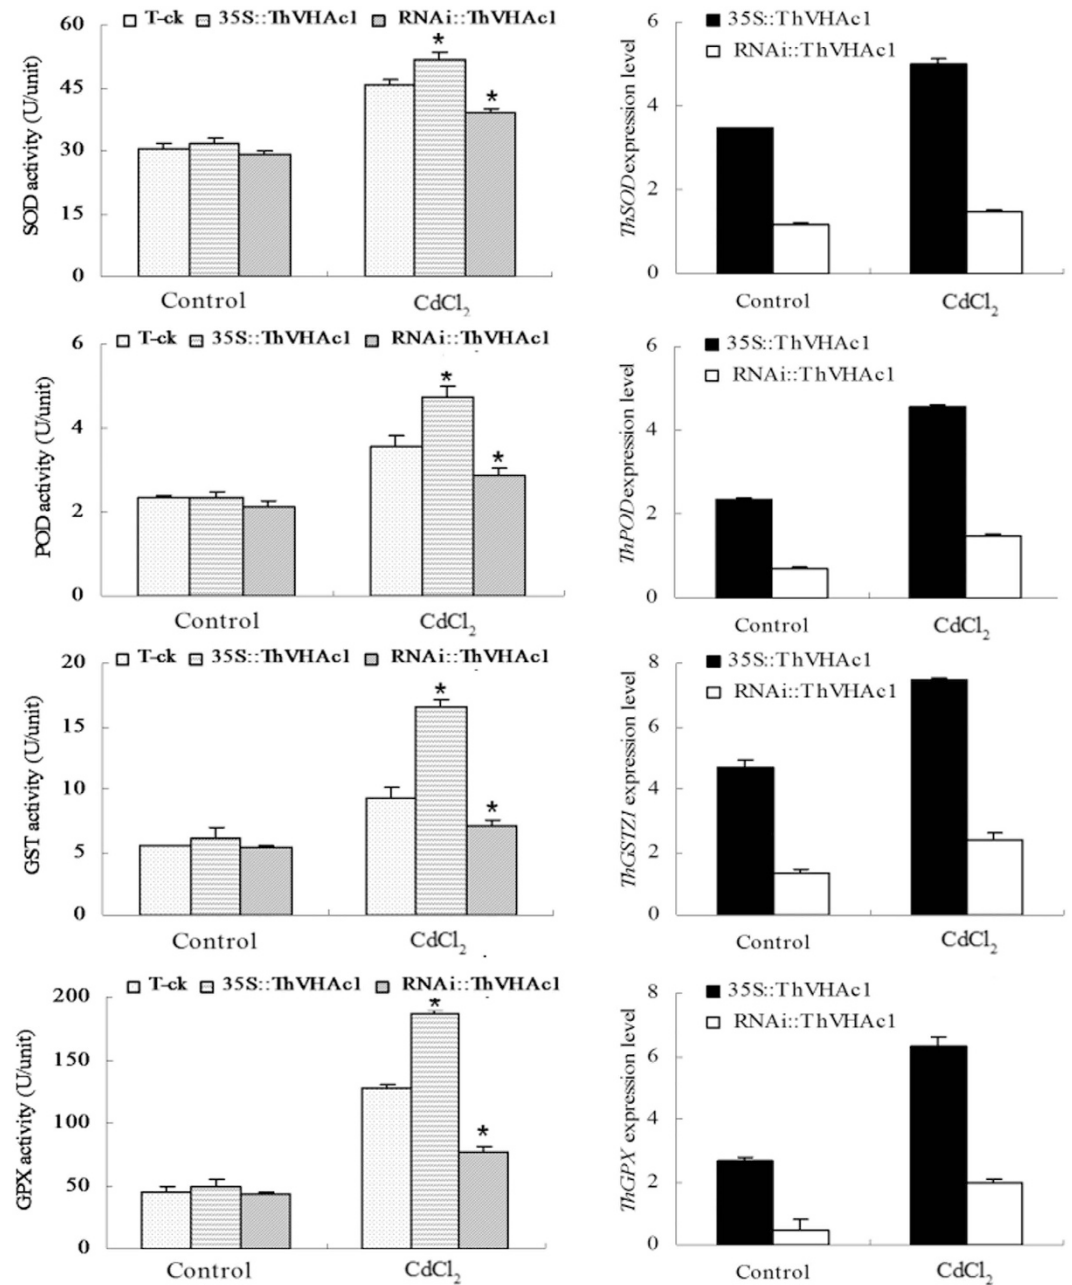 T-ck 35S::ThVHAc1 RNAi::ThVHAc1
SOD activity (U/unit)
60
45
30
15
0
* *
Control CdCl2
35S::ThVHAc1
RNAi::ThVHAc1
ThSOD expression level
6
4
2
0
Control CdCl2
T-ck 35S::ThVHAc1 RNAi::ThVHAc1
POD activity (U/unit)
6
4
2
0
* *
Control CdCl2
35S::ThVHAc1
RNAi::ThVHAc1
ThPOD expression level
6
4
2
0
Control CdCl2
T-ck 35S::ThVHAc1 RNAi::ThVHAc1
GST activity (U/unit)
20
15
10
5
0
* *
Control CdCl2
35S::ThVHAc1
RNAi::ThVHAc1
ThGSTZ1 expression level
8
6
4
2
0
Control CdCl2
T-ck 35S::ThVHAc1 RNAi::ThVHAc1
GPX activity (U/unit)
200
150
100
50
0
* *
Control CdCl2
35S::ThVHAc1
RNAi::ThVHAc1
ThGPX expression level
8
6
4
2
0
Control CdCl2